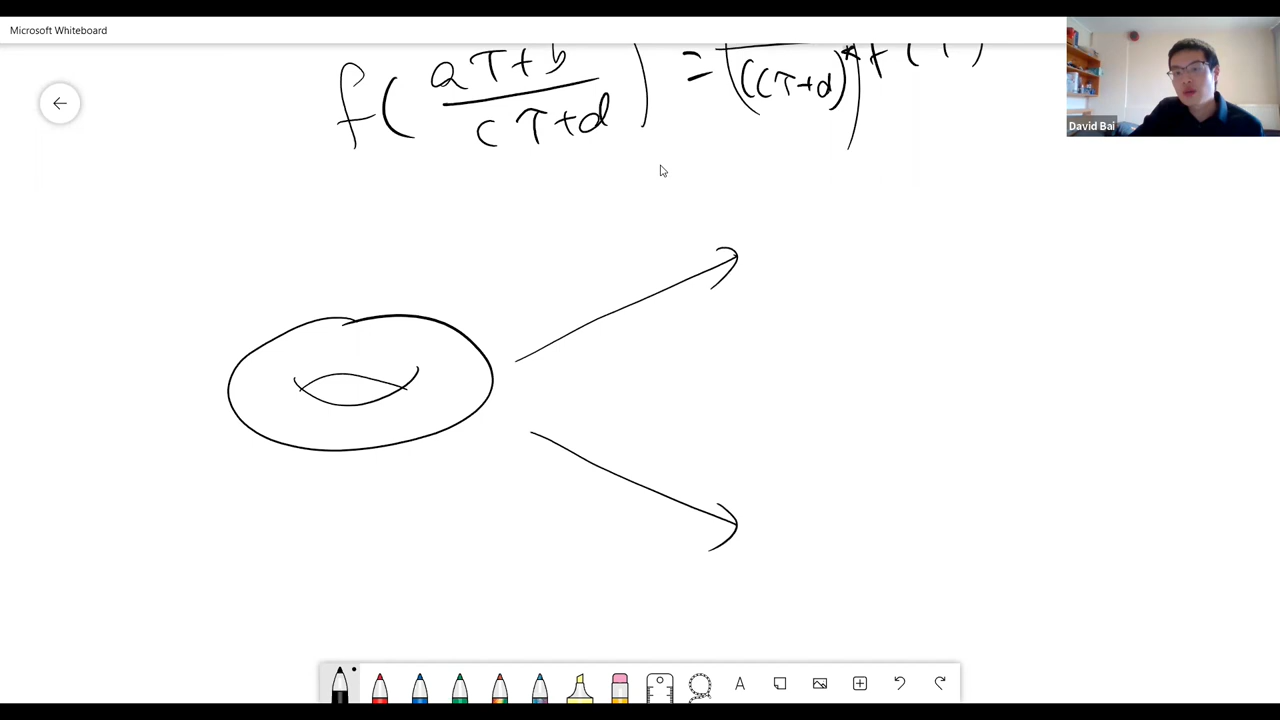 Microsoft Whiteboard
f( aτ+b / cτ+d ) = ((cτ+d)^k f(τ)
David Bai
A